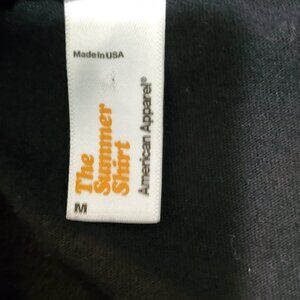 Made in USA
The
Summer
Shirt
American Apparel®
M